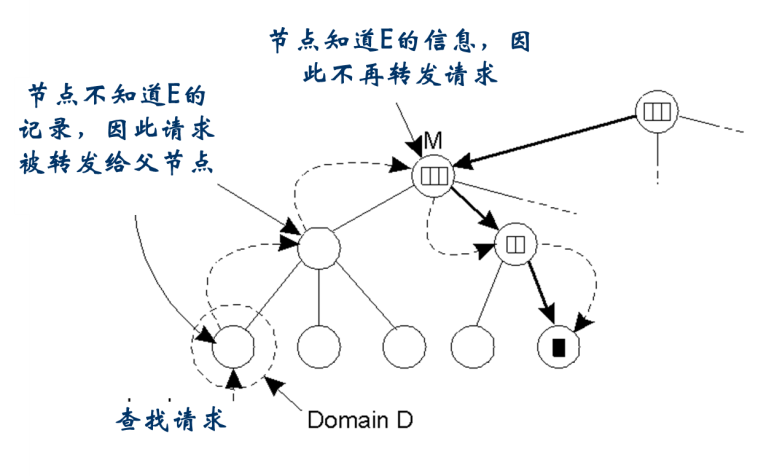 节点知道E的信息，因
此不再转发请求
节点不知道E的
记录，因此请求
被转发给父节点
M
查找请求
Domain D